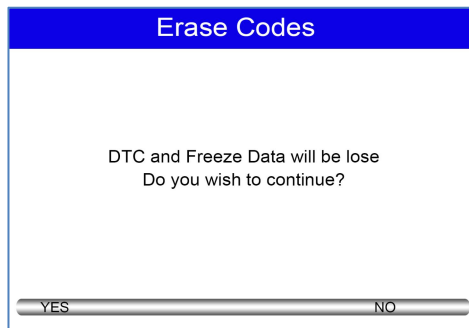 Erase Codes
DTC and Freeze Data will be lose
Do you wish to continue?
YES NO